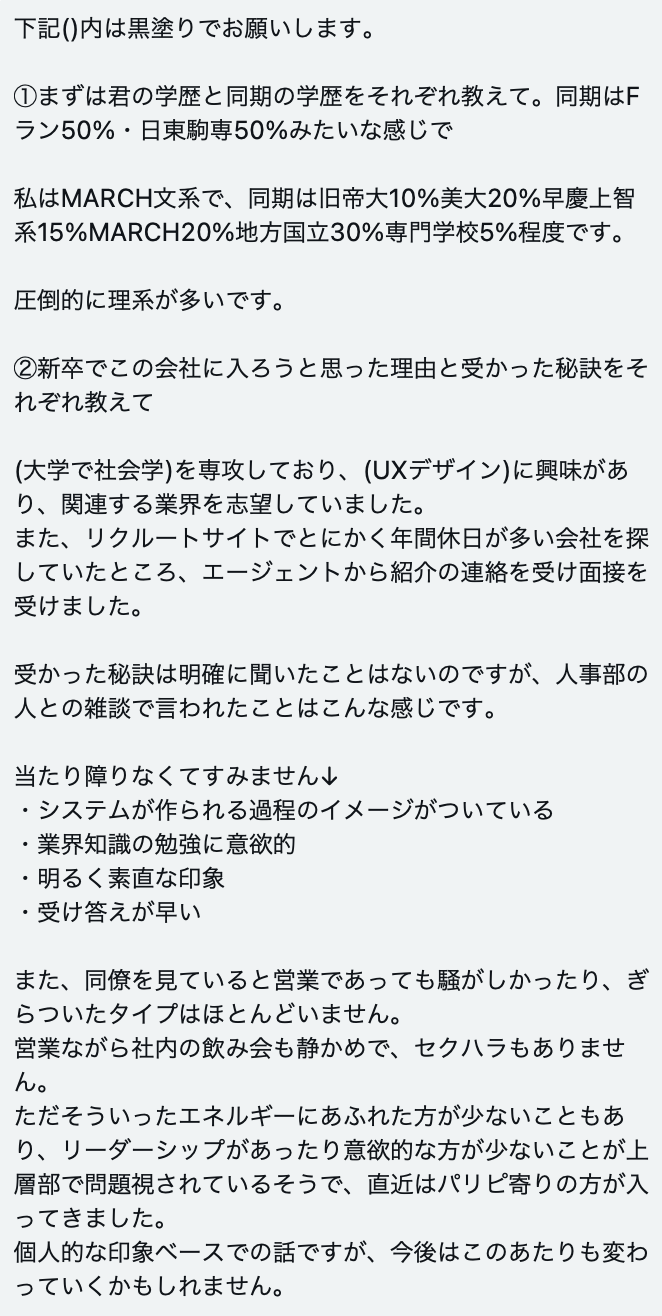 下記()内は黒塗りでお願いします。
①まずは君の学歴と同期の学歴をそれぞれ教えて。同期はF
ラン50%・日東駒専50%みたいな感じで
私はMARCH文系で、同期は旧帝大10%美大20%早慶上智
系15%MARCH20%地方国立30%専門学校5%程度です。
圧倒的に理系が多いです。
②新卒でこの会社に入ろうと思った理由と受かった秘訣をそ
れぞれ教えて
(大学で社会学)を専攻しており、(UXデザイン)に興味があ
り、関連する業界を志望していました。
また、リクルートサイトでとにかく年間休日が多い会社を探
していたところ、エージェントから紹介の連絡を受け面接を
受けました。
受かった秘訣は明確に聞いたことはないのですが、人事部の
人との雑談で言われたことはこんな感じです。
当たり障りなくてすみません↓
・システムが作られる過程のイメージがついている
・業界知識の勉強に意欲的
・明るく素直な印象
・受け答えが早い
また、同僚を見ていると営業であっても騒がしかったり、ぎ
らついたタイプはほとんどいません。
営業ながら社内の飲み会も静かめで、セクハラもありませ
ん。
ただそういったエネルギーにあふれた方が少ないこともあ
り、リーダーシップがあったり意欲的な方が少ないことが上
層部で問題視されているそうで、直近はパリピ寄りの方が入
ってきました。
個人的な印象ベースでの話ですが、今後はこのあたりも変わ
っていくかもしれません。